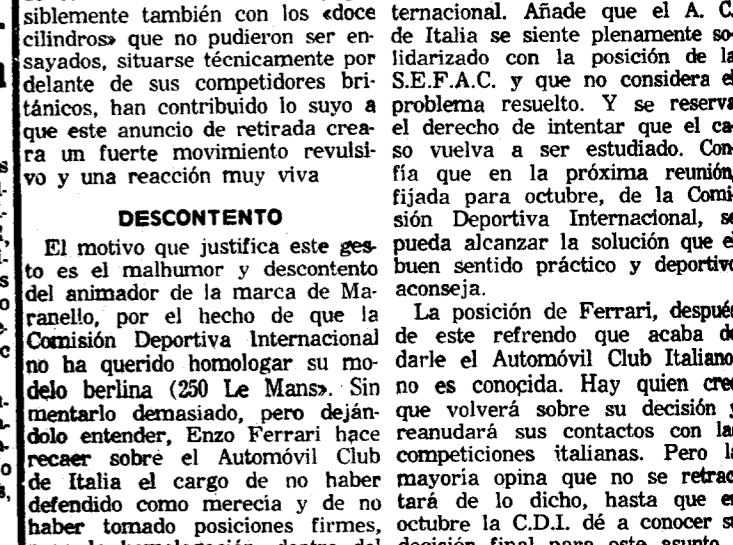 siblemente también con los «doce
cilindros» que no pudieron ser en-
sayados, situarse técnicamente por
delante de sus competidores bri-
tánicos, han contribuido lo suyo a
que este anuncio de retirada crea-
ra un fuerte movimiento revulsi-
vo y una reacción muy viva
DESCONTENTO
El motivo que justifica este ges-
to es el malhumor y descontento
del animador de la marca de Ma-
ranello, por el hecho de que la
Comisión Deportiva Internacional
no ha querido homologar su mo-
delo berlina (250 Le Mans». Sin
mentarlo demasiado, pero deján-
dolo entender, Enzo Ferrari hace
recaer sobre el Automóvil Club
de Italia el cargo de no haber
defendido como merecía y de no
haber tomado posiciones firmes,
ternacional. Añade que el A. C.
de Italia se siente plenamente so-
lidarizado con la posición de la
S.E.F.A.C. y que no considera el
problema resuelto. Y se reserva
el derecho de intentar que el ca-
so vuelva a ser estudiado. Con-
fía que en la próxima reunión,
fijada para octubre, de la Comi-
sión Deportiva Internacional, se
pueda alcanzar la solución que el
buen sentido práctico y deportivo
aconseja.
La posición de Ferrari, después
de este refrendo que acaba de
darle el Automóvil Club Italiano,
no es conocida. Hay quien cree
que volverá sobre su decisión y
reanudará sus contactos con las
competiciones italianas. Pero la
mayoría opina que no se retrac-
tará de lo dicho, hasta que en
octubre la C.D.I. dé a conocer su
decisión final para este asunto